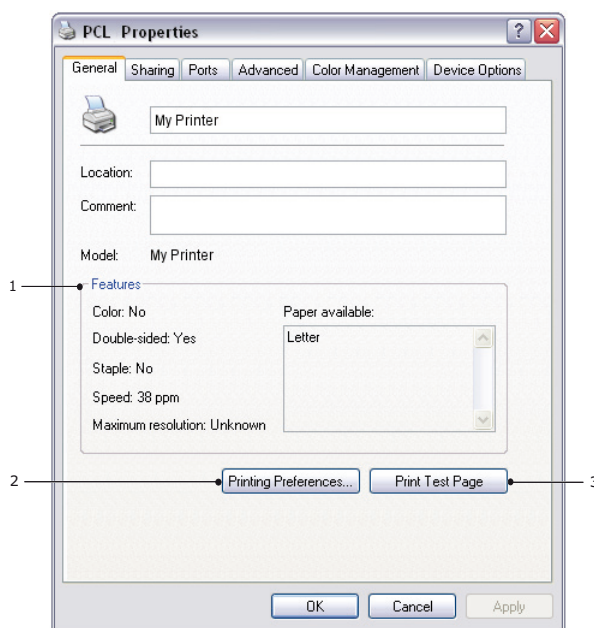 PCL Properties
General Sharing Ports Advanced Color Management Device Options
My Printer
Location:
Comment:
Model: My Printer
1
Features
Color: No
Paper available:
Double-sided: Yes
Letter
Staple: No
Speed: 38 ppm
Maximum resolution: Unknown
2
Printing Preferences...
Print Test Page
3
OK
Cancel
Apply